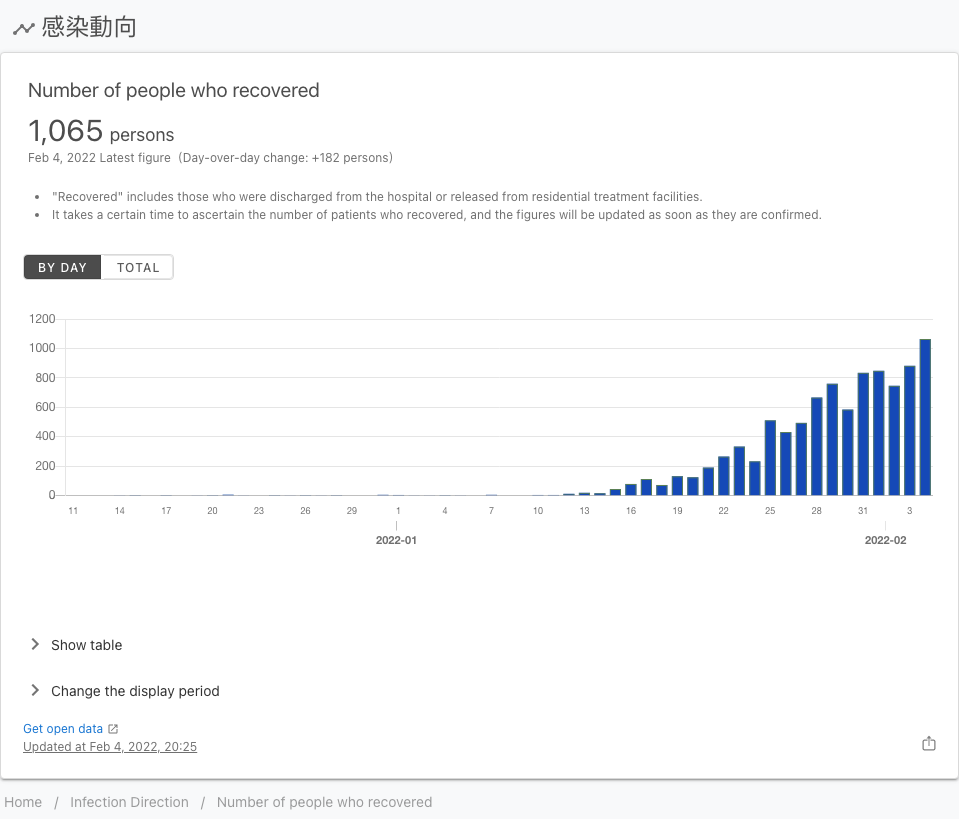 感染動向
Number of people who recovered
1,065 persons
Feb 4, 2022 Latest figure (Day-over-day change: +182 persons)
• "Recovered" includes those who were discharged from the hospital or released from residential treatment facilities.
• It takes a certain time to ascertain the number of patients who recovered, and the figures will be updated as soon as they are confirmed.
BY DAY TOTAL
1200
1000
800
600
400
200
0
11 14 17 20 23 26 29 1 4 7 10 13 16 19 22 25 28 31 3
2022-01 2022-02
Show table
Change the display period
Get open data
Updated at Feb 4, 2022, 20:25
Home / Infection Direction / Number of people who recovered